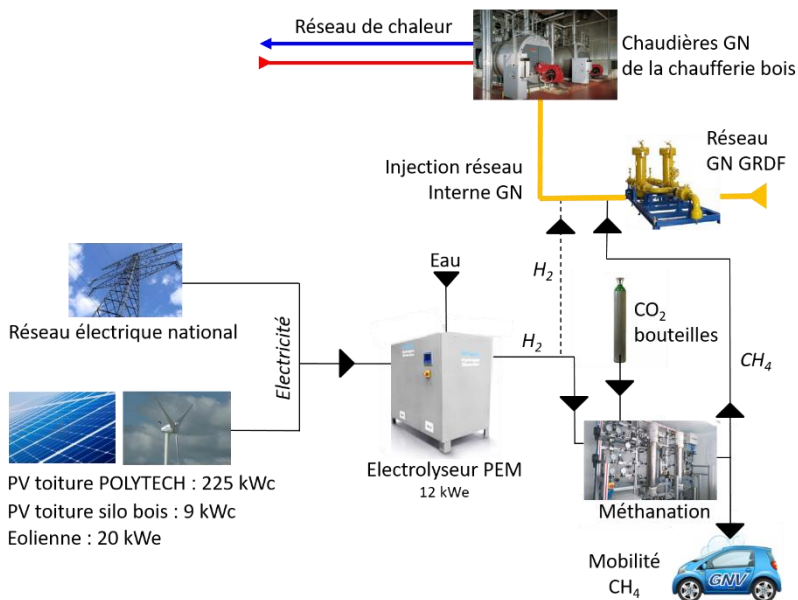 Réseau de chaleur
Chaudières GN
de la chaufferie bois
Injection réseau
Interne GN
Réseau
GN GRDF
Réseau électrique national
Electricité
Eau
H2
H2
CO2
bouteilles
CH4
PV toiture POLYTECH : 225 kWc
PV toiture silo bois : 9 kWc
Eolienne : 20 kWe
Electrolyseur PEM
12 kWe
Méthanation
Mobilité
CH4
GNV